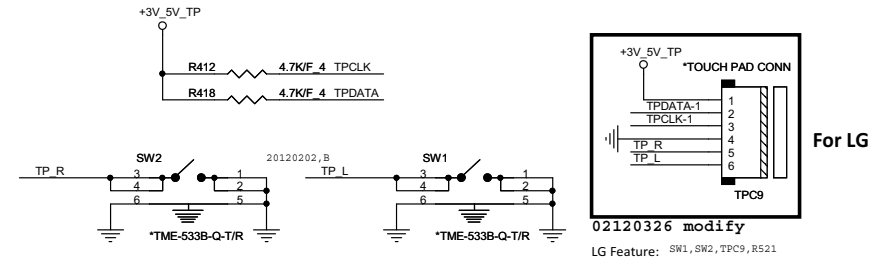 +3V_5V_TP
R412 4.7K/F_4 TPCLK
R418 4.7K/F_4 TPDATA
SW2
20120202,B
TP_R 3 1
4 2
6 5
*TME-533B-Q-T/R
SW1
TP_L 3 1
4 2
6 5
*TME-533B-Q-T/R
+3V_5V_TP
*TOUCH PAD CONN
1
TPDATA-1 2
TPCLK-1 3
4
TP_R 5
TP_L 6
TPC9
For LG
02120326 modify
LG Feature: SW1,SW2,TPC9,R521